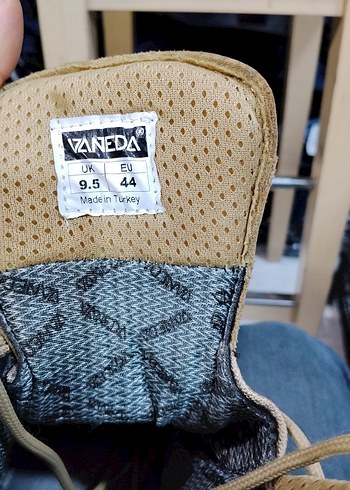 VANEDA®
UK EU
9.5 44
Made in Turkey